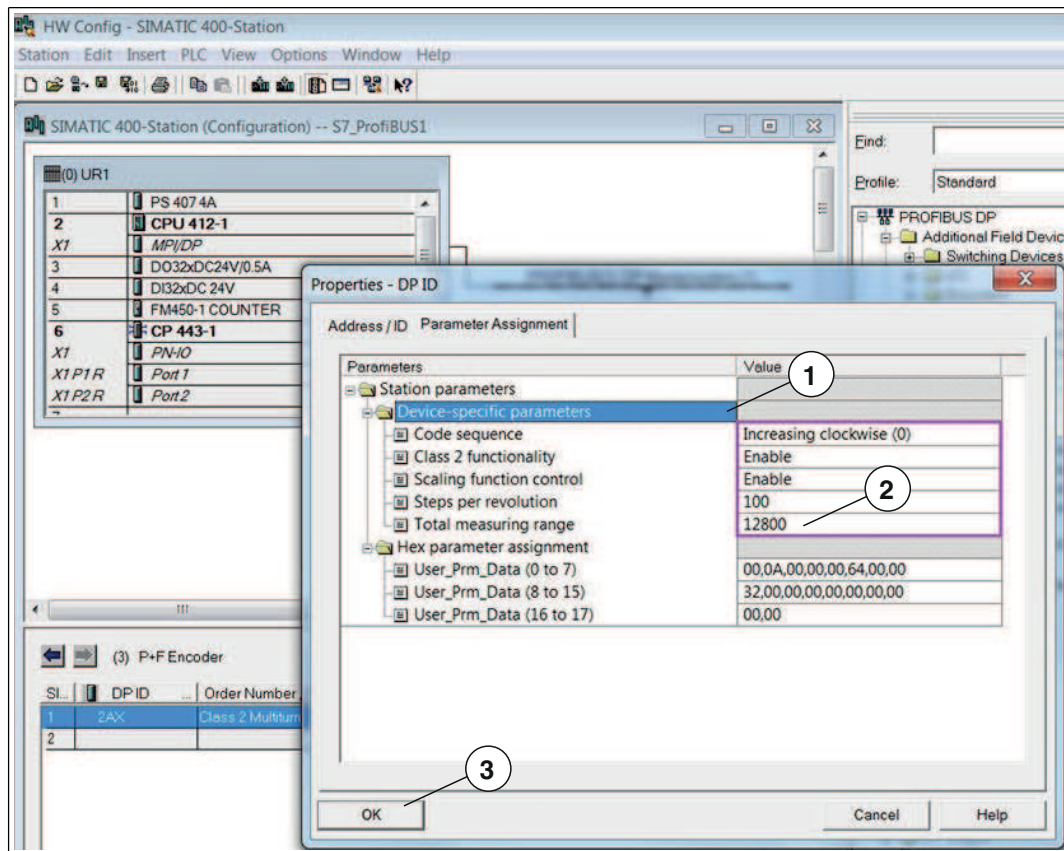 HW Config - SIMATIC 400-Station
Station Edit Insert PLC View Options Window Help
SIMATIC 400-Station (Configuration) -- S7_ProfiBUS1
Find:
Profile: Standard
(0) UR1
1 PS 407 4A
2 CPU 412-1
X1 MPI/DP
3 DO32xDC24V/0.5A
4 DI32xDC 24V
5 FM450-1 COUNTER
6 CP 443-1
X1 PN-IO
X1 P1 R Port 1
X1 P2 R Port 2
7
PROFIBUS DP
Additional Field Devic
Switching Devices
Properties - DP ID
Address / ID Parameter Assignment
Parameters Value
1
Station parameters
Device-specific parameters
Code sequence Increasing clockwise (0)
Class 2 functionality Enable
Scaling function control Enable
2
Steps per revolution 100
Total measuring range 12800
Hex parameter assignment
User_Prm_Data (0 to 7) 00,0A,00,00,00,64,00,00
User_Prm_Data (8 to 15) 32,00,00,00,00,00,00,00
User_Prm_Data (16 to 17) 00,00
(3) P+F Encoder
Sl... DP ID ... Order Number
1 2AX Class 2 Multiturn
2
3
OK Cancel Help